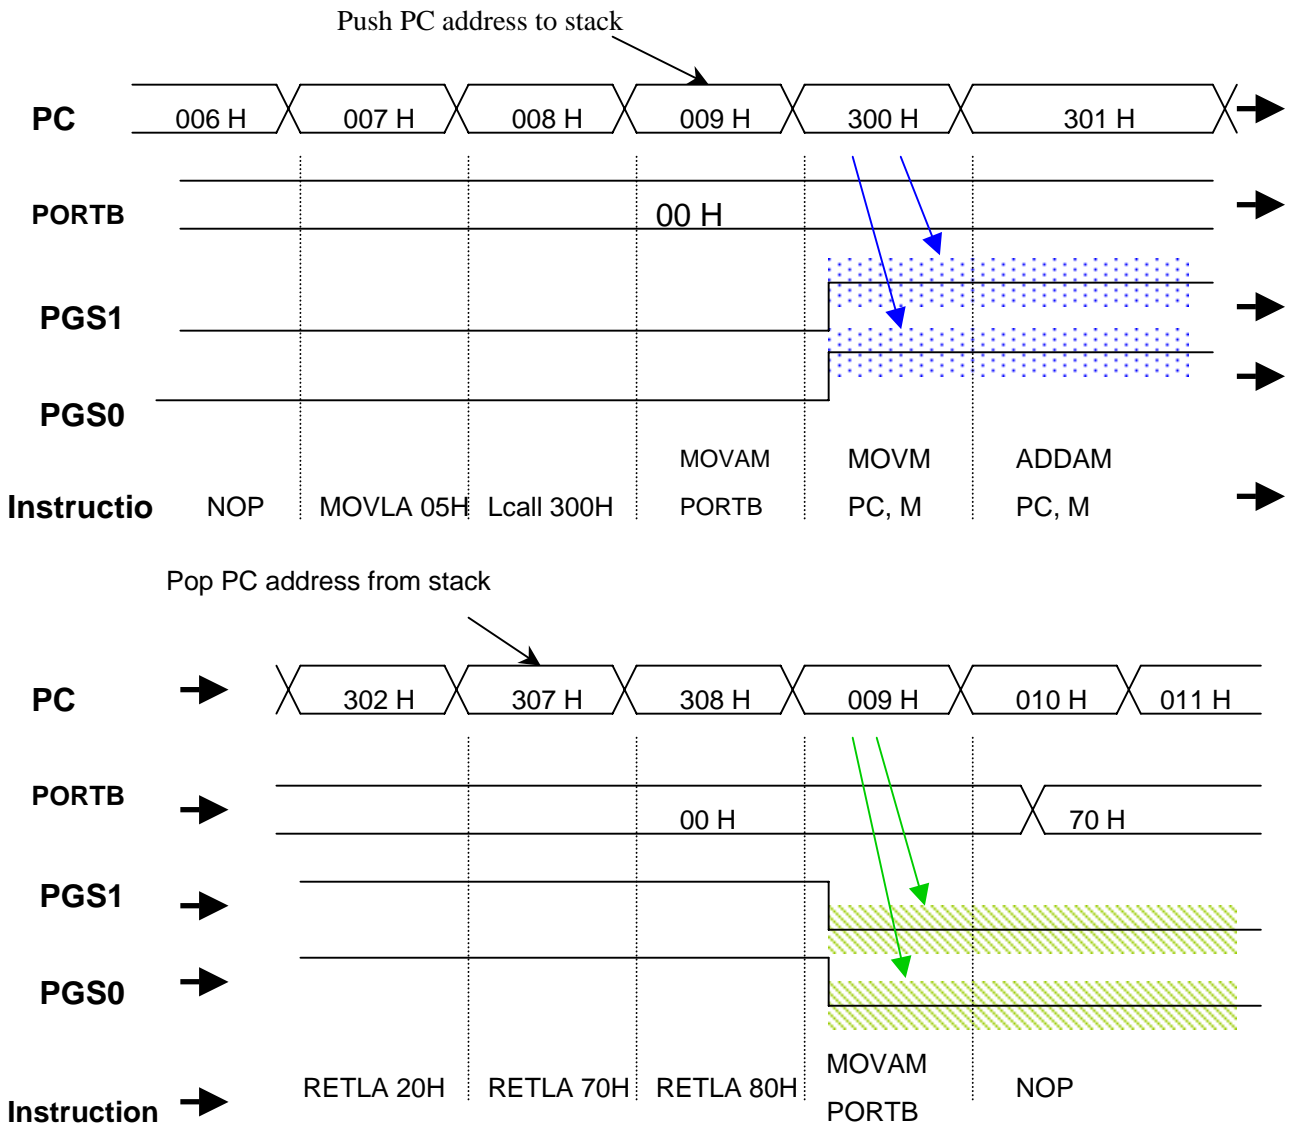 Push PC address to stack
PC 006 H 007 H 008 H 009 H 300 H 301 H
PORTB 00 H
PGS1
PGS0
MOVAM MOVM ADDAM
Instructio NOP MOVLA 05H Lcall 300H PORTB PC, M PC, M
Pop PC address from stack
PC 302 H 307 H 308 H 009 H 010 H 011 H
PORTB 00 H 70 H
PGS1
PGS0
MOVAM
RETLA 20H RETLA 70H RETLA 80H NOP
Instruction PORTB